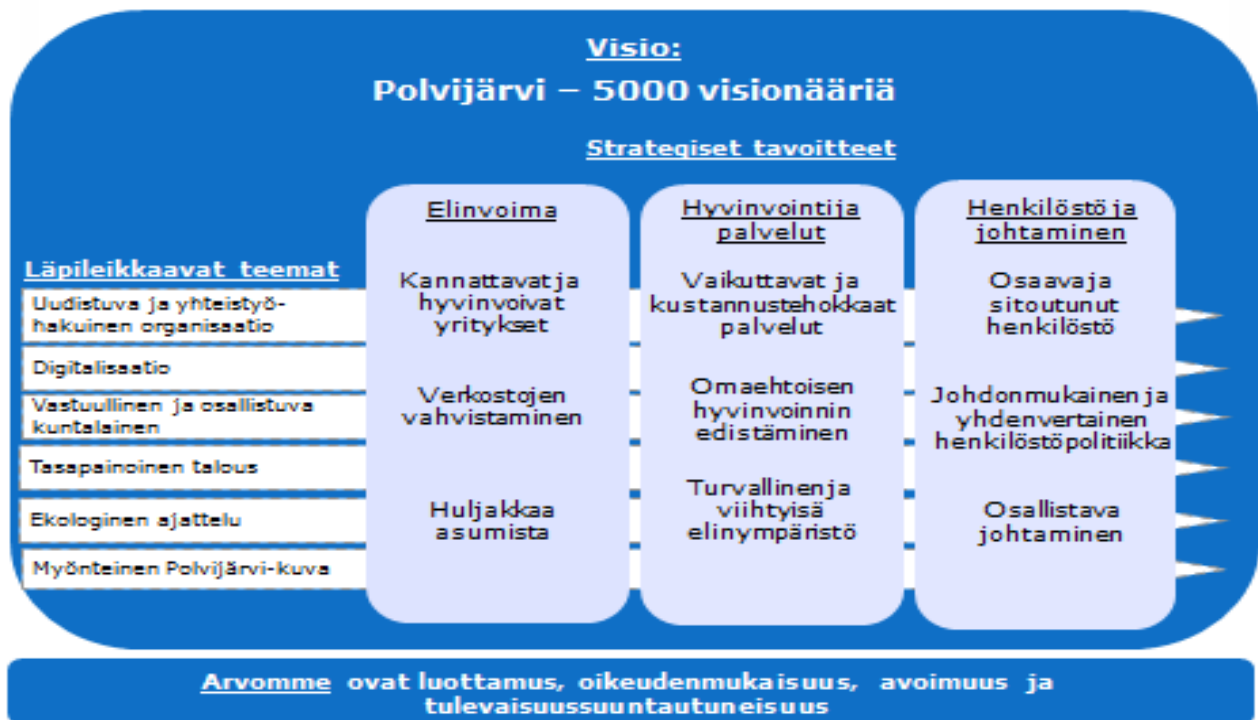 Visio:
Polvijärvi – 5000 visionääriä
Strategiset tavoitteet
Läpileikkaavat teemat
Uudistuva ja yhteistyö-
hakuinen organisaatio
Digitalisaatio
Vastuullinen ja osallistuva
kuntalainen
Tasapainoinen talous
Ekologinen ajattelu
Myönteinen Polvijärvi-kuva
Elinvoima
Kannattavat ja
hyvinvoivat
yritykset
Verkostojen
vahvistaminen
Huljakkaa
asumista
Hyvinvointi ja
palvelut
Vaikuttavat ja
kustannustehokkaat
palvelut
Omaehtoisen
hyvinvoinnin
edistäminen
Turvallinen ja
viihtyisä
elinympäristö
Henkilöstö ja
johtaminen
Osaava ja
sitoutunut
henkilöstö
Johdonmukainen ja
yhdenvertainen
henkilöstöpolitiikka
Osallistava
johtaminen
Arvomme ovat luottamus, oikeudenmukaisuus, avoimuus ja
tulevaisuussuuntautuneisuus